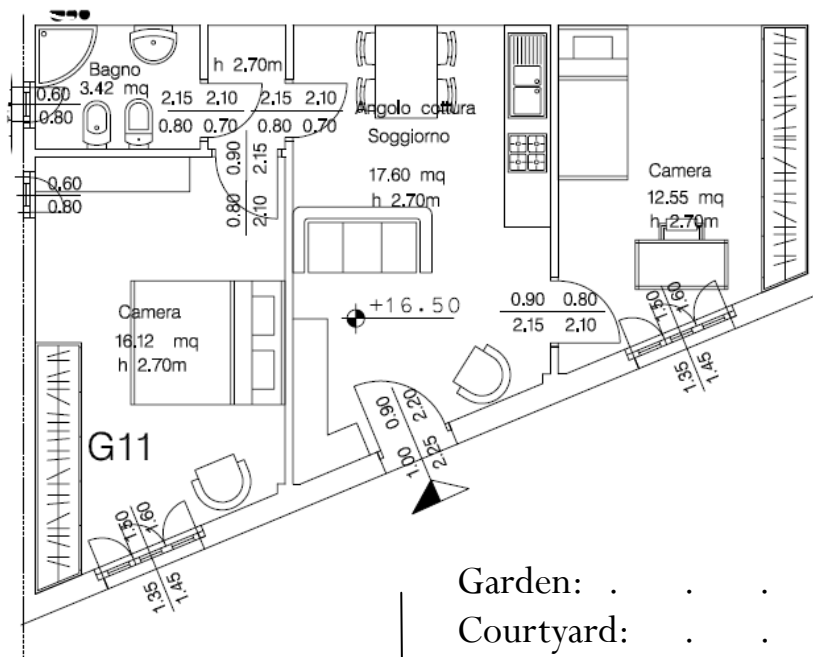 h 2.70m
Bagno
3.42 mq
0.60
0.80
2.15 2.10
0.80 0.70
2.15 2.10
0.80 0.70
Angolo cottura
Soggiorno
17.60 mq
h 2.70m
0.90 2.15
0.80 2.10
0.60
0.80
Camera
12.55 mq
h 2.70m
+16.50
0.90 0.80
2.15 2.10
1.50 1.60
1.35 1.45
Camera
16.12 mq
h 2.70m
0.90 2.20
1.00 2.25
G11
1.50 1.60
1.35 1.45
Garden: . . .
Courtyard: . .